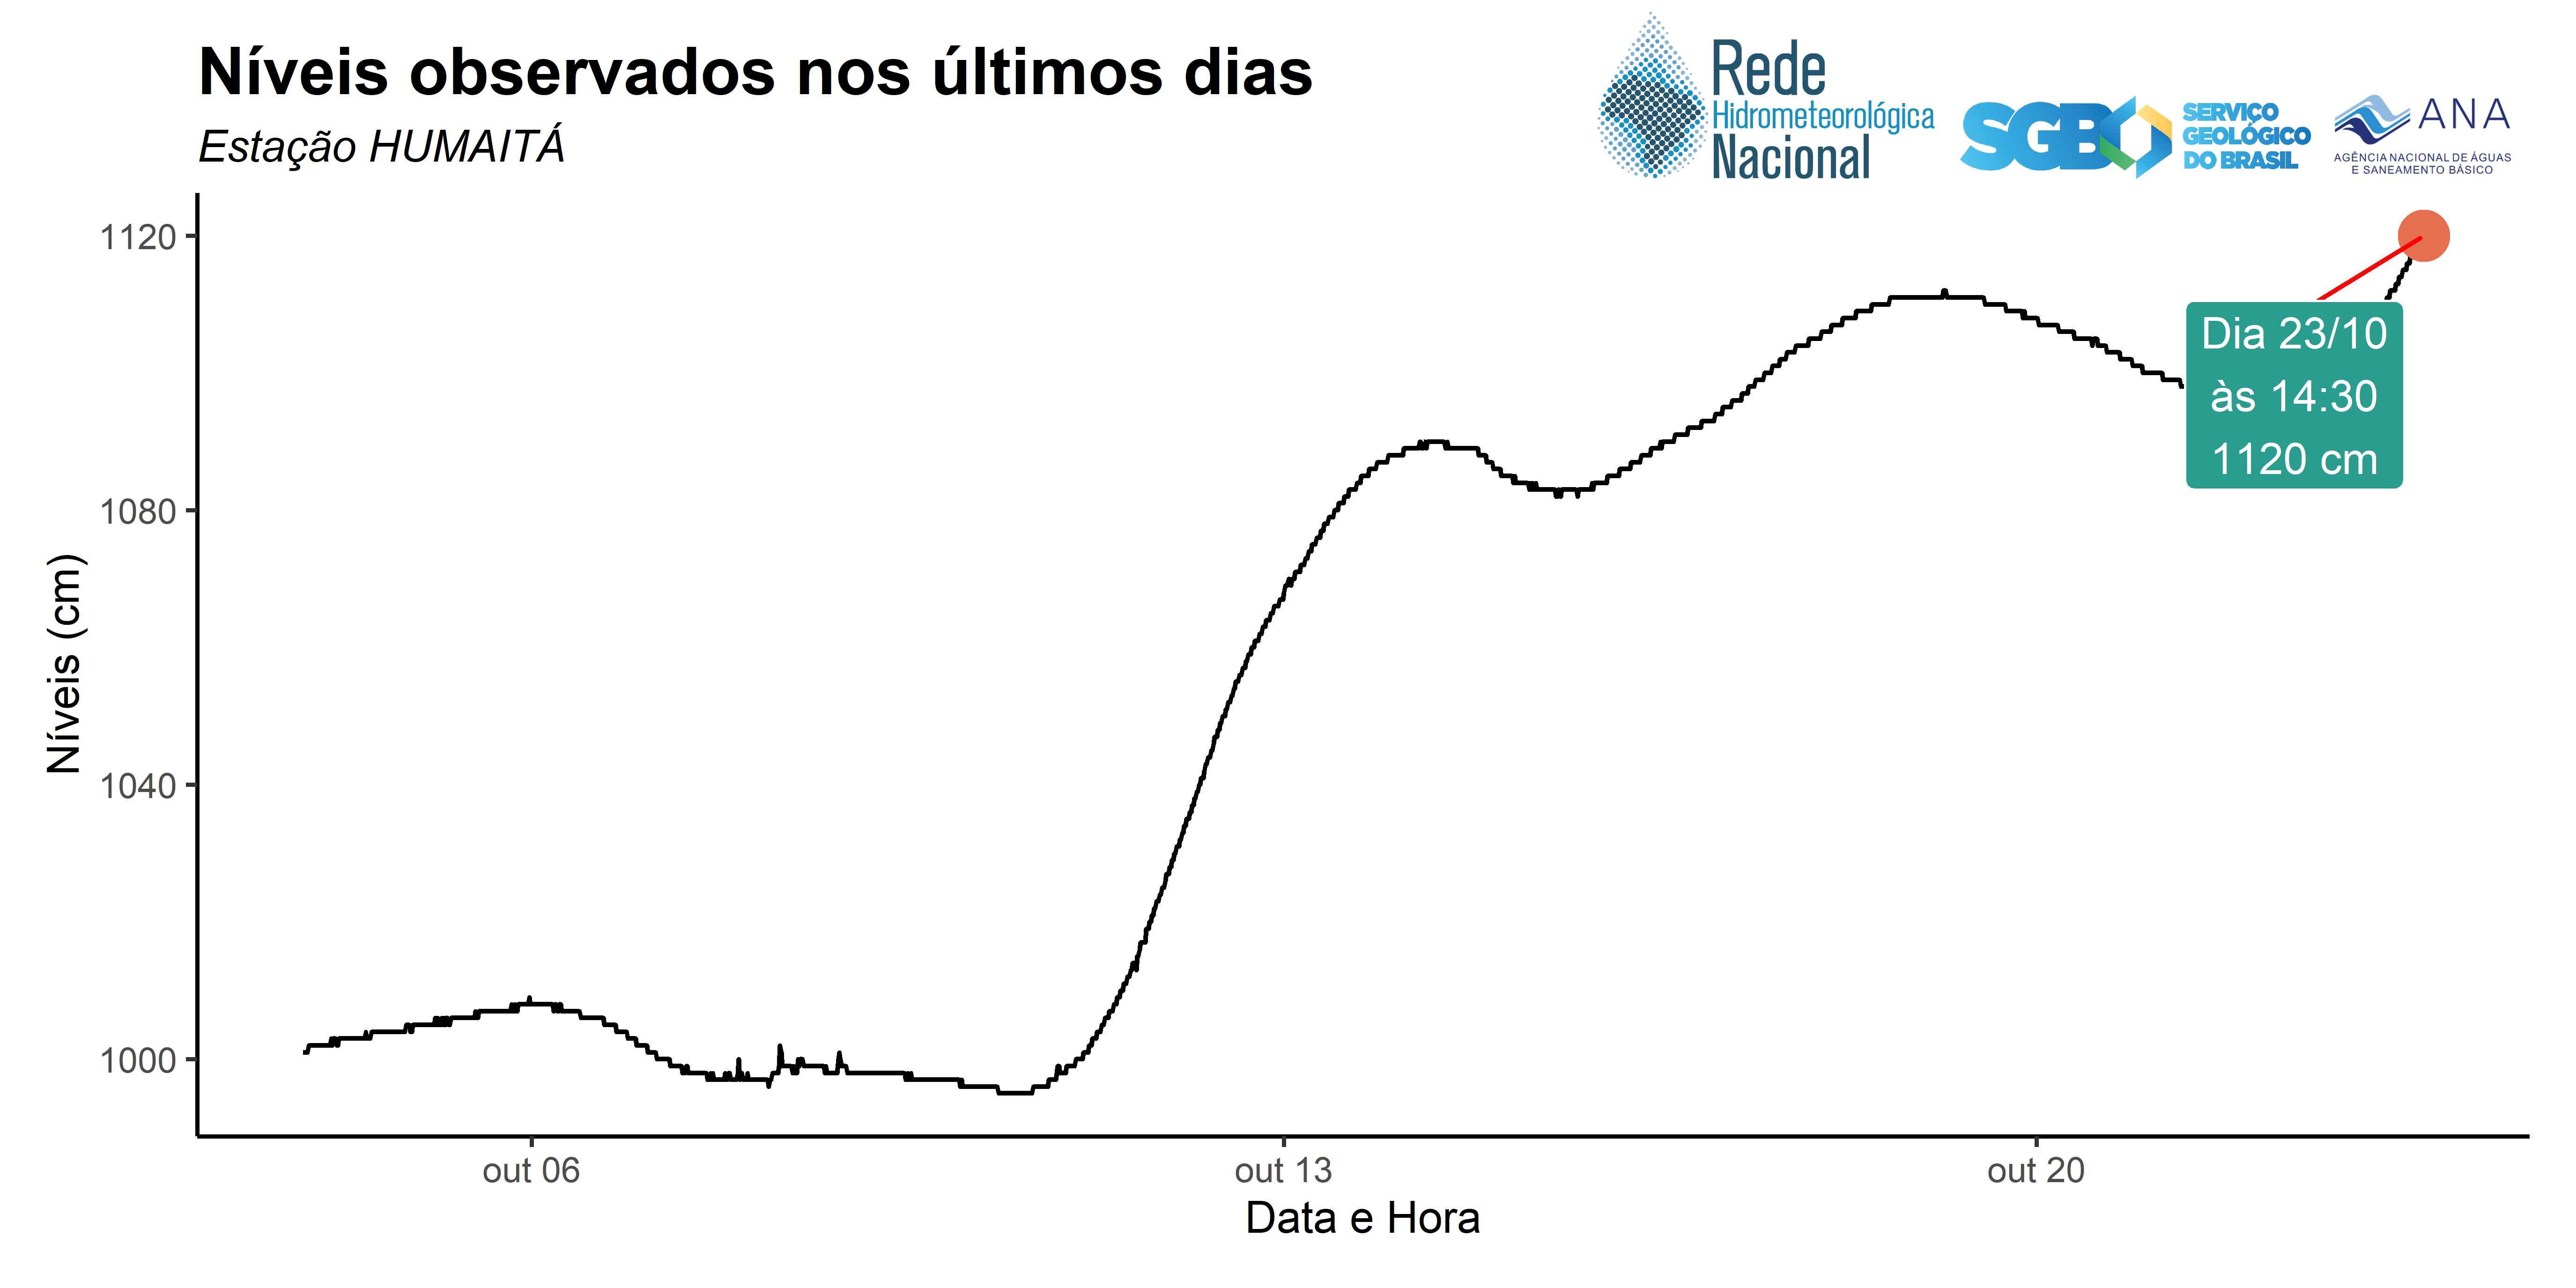 Níveis observados nos últimos dias
Estação HUMAITÁ
Rede
Hidrometeorológica
Nacional
SGB
SERVIÇO
GEOLÓGICO
DO BRASIL
ANA
AGÊNCIA NACIONAL DE ÁGUAS
E SANEAMENTO BÁSICO
1120
1080
1040
1000
Níveis (cm)
Dia 23/10
às 14:30
1120 cm
out 06
out 13
out 20
Data e Hora